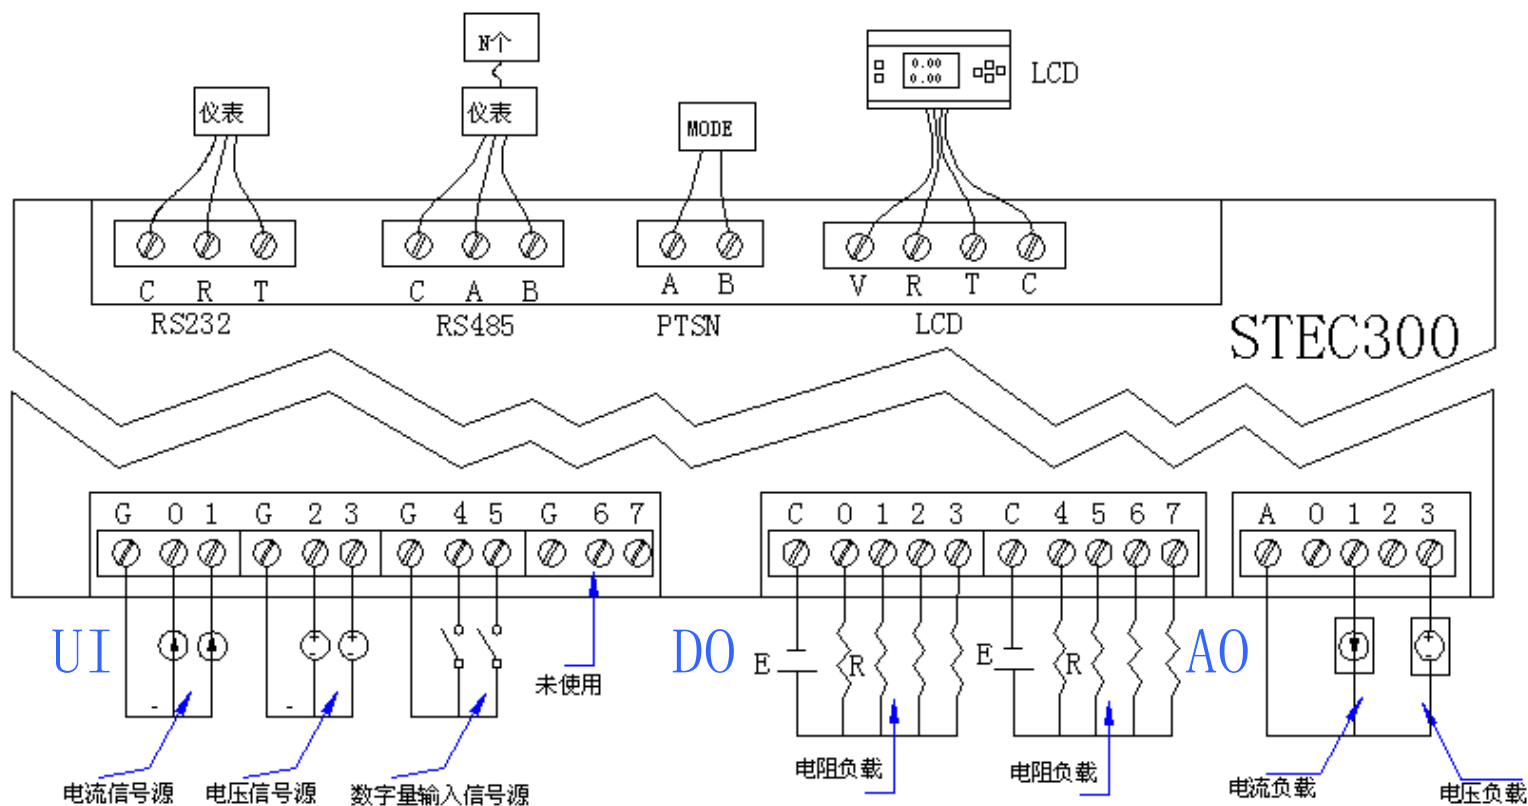 N个
仪表
仪表
MODE
0.00
0.00
LCD
C R T
RS232
C A B
RS485
A B
PTSN
V R T C
LCD
STEC300
G 0 1 G 2 3 G 4 5 G 6 7
C 0 1 2 3 C 4 5 6 7
A 0 1 2 3
UI
DO
AO
E
R
E
R
+
-
+
-
+
-
-
-
未使用
电流信号源
电压信号源
数字量输入信号源
电阻负载
电阻负载
电流负载
电压负载